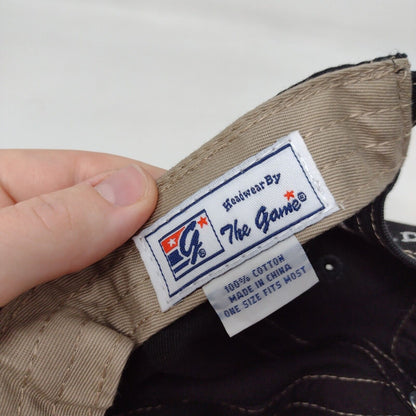 Headwear By
The Game®
G®
100% COTTON
MADE IN CHINA
ONE SIZE FITS MOST